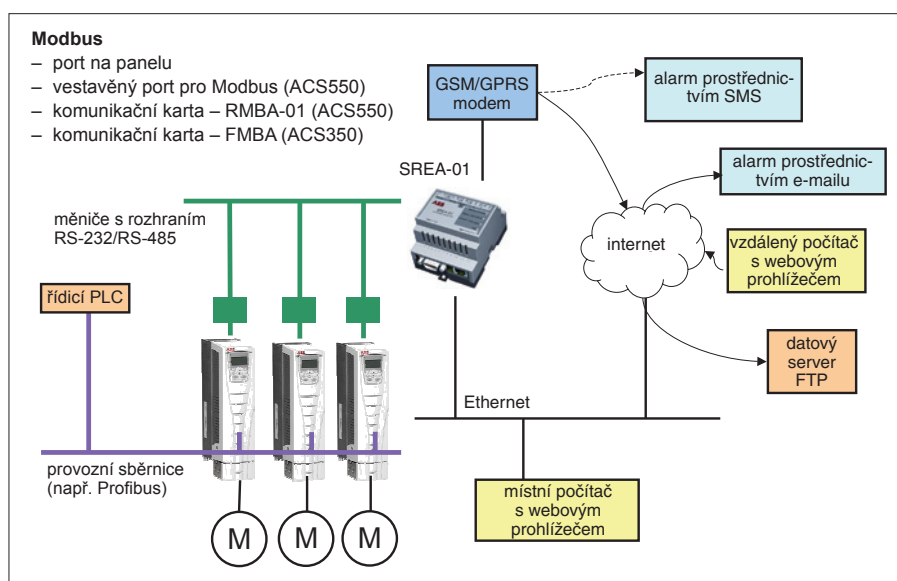 Modbus
– port na panelu
– vestavěný port pro Modbus (ACS550)
– komunikační karta – RMBA-01 (ACS550)
– komunikační karta – FMBA (ACS350)
GSM/GPRS
modem
alarm prostřednic-
tvím SMS
SREA-01
alarm prostřednic-
tvím e-mailu
měniče s rozhraním
RS-232/RS-485
internet
vzdálený počítač
s webovým
prohlížečem
řídicí PLC
datový
server
FTP
Ethernet
provozní sběrnice
(např. Profibus)
místní počítač
s webovým
prohlížečem
M
M
M
ABB